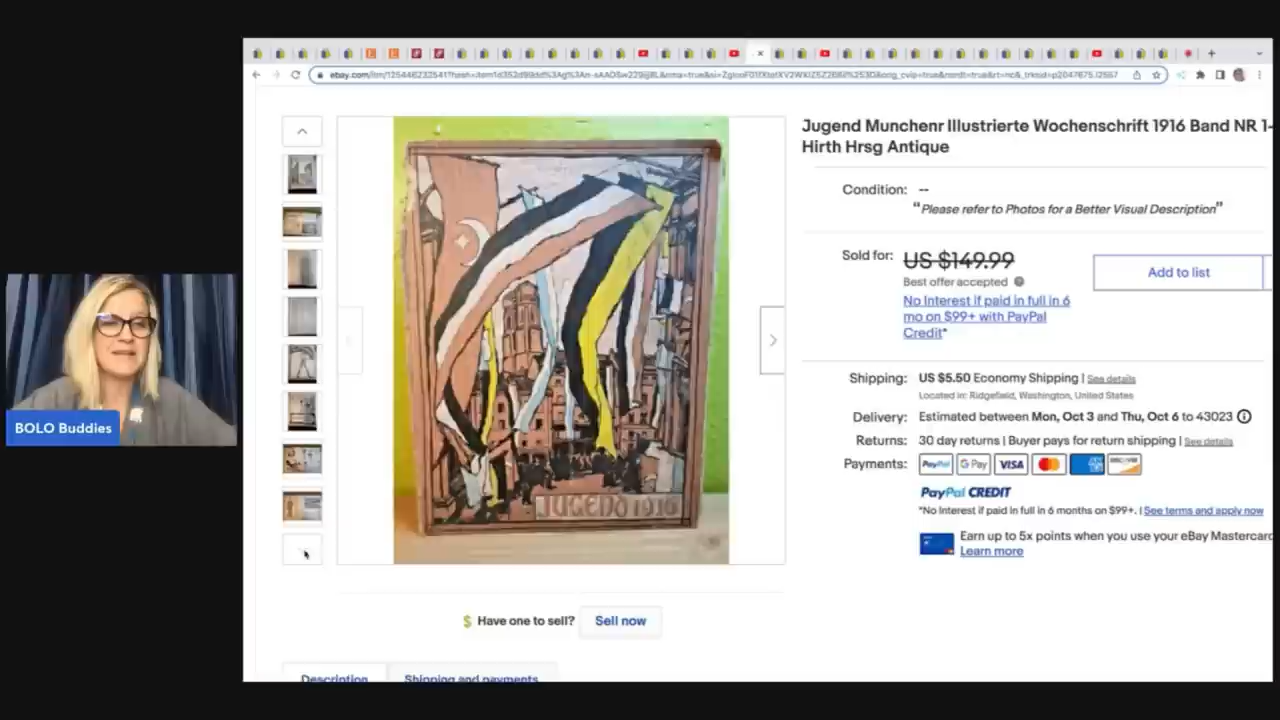 Jugend Munchenr Illustrierte Wochenschrift 1916 Band NR 1-
Hirth Hrsg Antique
Condition: --
“Please refer to Photos for a Better Visual Description”
Sold for: US $149.99
Best offer accepted
No Interest if paid in full in 6
mo on $99+ with PayPal
Credit*
Add to list
Shipping: US $5.50 Economy Shipping | See details
Located in: Ridgefield, Washington, United States
Delivery: Estimated between Mon, Oct 3 and Thu, Oct 6 to 43023
Returns: 30 day returns | Buyer pays for return shipping | See details
Payments: PayPal G Pay VISA DISCOVER
PayPal CREDIT
*No Interest if paid in full in 6 months on $99+. | See terms and apply now
Earn up to 5x points when you use your eBay Mastercard
Learn more
JUGEND 1916
BOLO Buddies
$ Have one to sell? Sell now
Description Shipping and payments